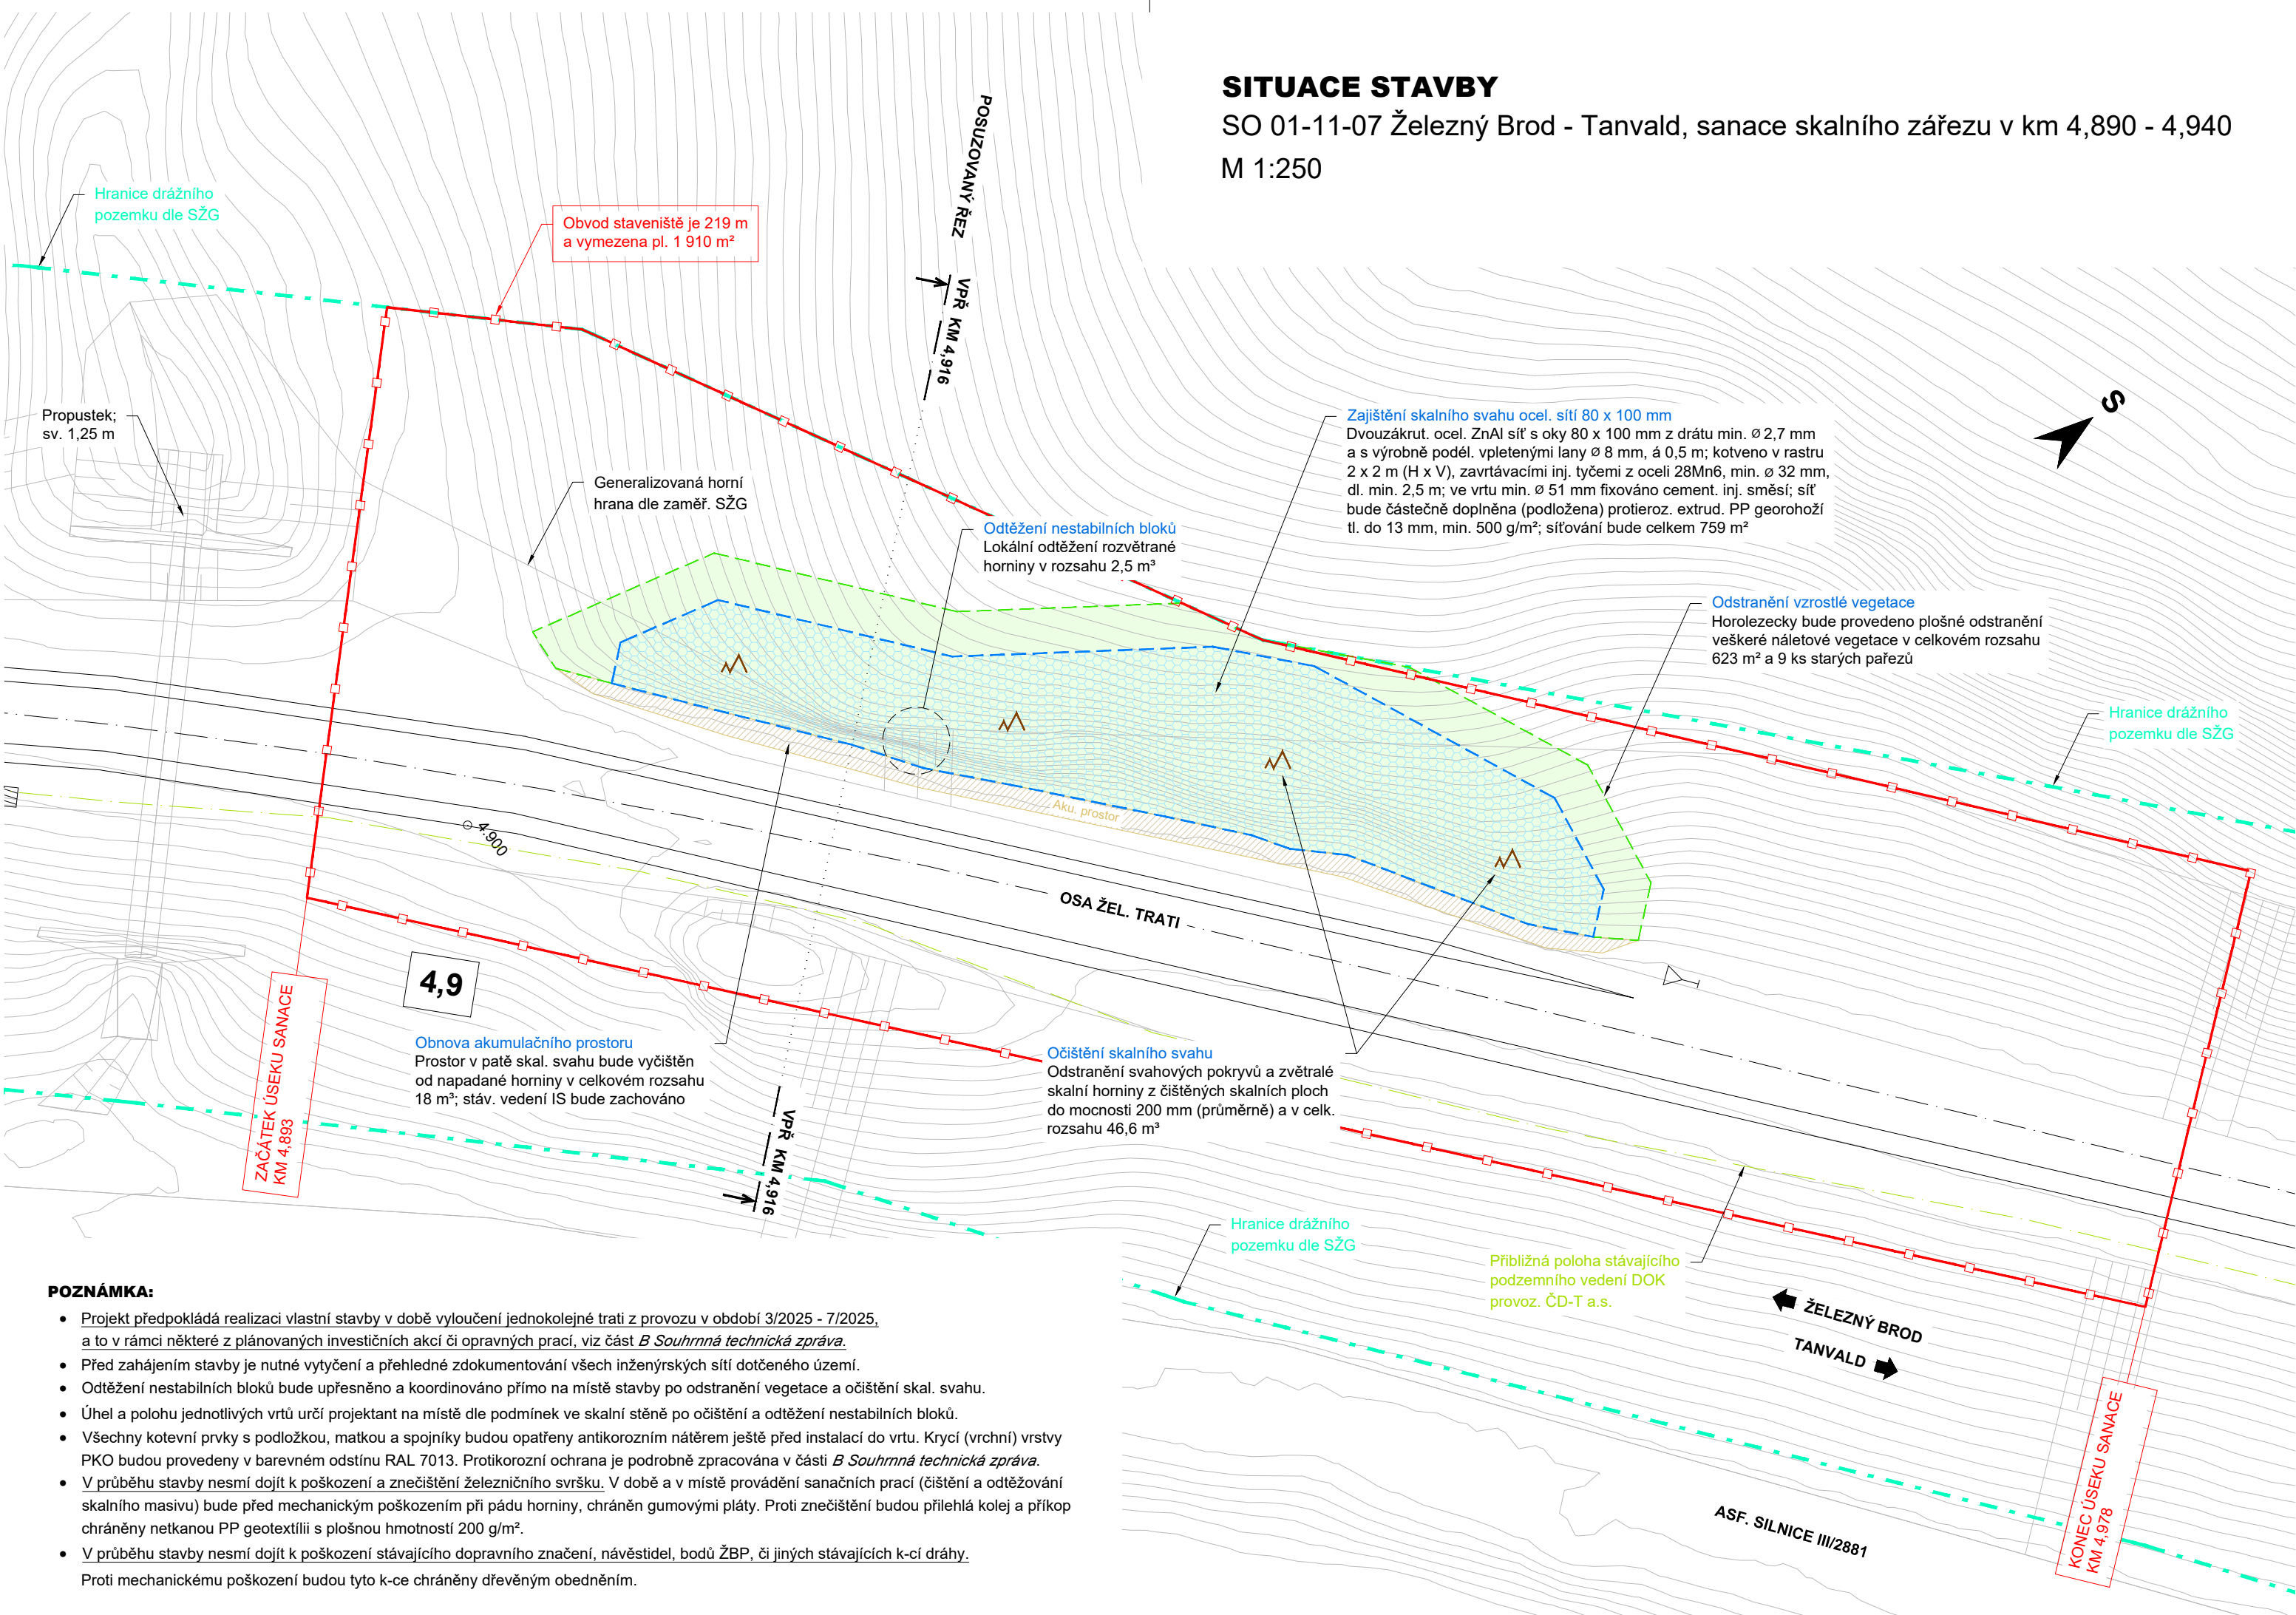 SITUACE STAVBY
SO 01-11-07 Železný Brod - Tanvald, sanace skalního zářezu v km 4,890 - 4,940
M 1:250
POSUZOVANÝ ŘEZ
VPŘ KM 4,916
Hranice drážního
pozemku dle SŽG
Obvod staveniště je 219 m
a vymezena pl. 1 910 m²
Propustek;
sv. 1,25 m
Generalizovaná horní
hrana dle zaměř. SŽG
Odtěžení nestabilních bloků
Lokální odtěžení rozvětrané
horniny v rozsahu 2,5 m³
Zajištění skalního svahu ocel. sítí 80 x 100 mm
Dvouzákrut. ocel. ZnAl síť s oky 80 x 100 mm z drátu min. ⌀ 2,7 mm
a s výrobně podél. vpletenými lany ⌀ 8 mm, á 0,5 m; kotveno v rastru
2 x 2 m (H x V), zavrtávacími inj. tyčemi z oceli 28Mn6, min. ⌀ 32 mm,
dl. min. 2,5 m; ve vrtu min. ⌀ 51 mm fixováno cement. inj. směsí; síť
bude částečně doplněna (podložena) protieroz. extrud. PP georohoží
tl. do 13 mm, min. 500 g/m²; síťování bude celkem 759 m²
S
Odstranění vzrostlé vegetace
Horolezecky bude provedeno plošné odstranění
veškeré náletové vegetace v celkovém rozsahu
623 m² a 9 ks starých pařezů
Hranice drážního
pozemku dle SŽG
Aku. prostor
4.900
OSA ŽEL. TRATI
4,9
ZAČÁTEK ÚSEKU SANACE
KM 4,893
Obnova akumulačního prostoru
Prostor v patě skal. svahu bude vyčištěn
od napadané horniny v celkovém rozsahu
18 m³; stáv. vedení IS bude zachováno
Očištění skalního svahu
Odstranění svahových pokryvů a zvětralé
skalní horniny z čištěných skalních ploch
do mocnosti 200 mm (průměrně) a v celk.
rozsahu 46,6 m³
VPŘ KM 4,916
Hranice drážního
pozemku dle SŽG
Přibližná poloha stávajícího
podzemního vedení DOK
provoz. ČD-T a.s.
ŽELEZNÝ BROD
TANVALD
KONEC ÚSEKU SANACE
KM 4,978
ASF. SILNICE III/2881
POZNÁMKA:
• Projekt předpokládá realizaci vlastní stavby v době vyloučení jednokolejné trati z provozu v období 3/2025 - 7/2025,
a to v rámci některé z plánovaných investičních akcí či opravných prací, viz část B Souhrnná technická zpráva.
• Před zahájením stavby je nutné vytyčení a přehledné zdokumentování všech inženýrských sítí dotčeného území.
• Odtěžení nestabilních bloků bude upřesněno a koordinováno přímo na místě stavby po odstranění vegetace a očištění skal. svahu.
• Úhel a polohu jednotlivých vrtů určí projektant na místě dle podmínek ve skalní stěně po očištění a odtěžení nestabilních bloků.
• Všechny kotevní prvky s podložkou, matkou a spojníky budou opatřeny antikorozním nátěrem ještě před instalací do vrtu. Krycí (vrchní) vrstvy
PKO budou provedeny v barevném odstínu RAL 7013. Protikorozní ochrana je podrobně zpracována v části B Souhrnná technická zpráva.
• V průběhu stavby nesmí dojít k poškození a znečištění železničního svršku. V době a v místě provádění sanačních prací (čištění a odtěžování
skalního masivu) bude před mechanickým poškozením při pádu horniny, chráněn gumovými pláty. Proti znečištění budou přilehlá kolej a příkop
chráněny netkanou PP geotextílii s plošnou hmotností 200 g/m².
• V průběhu stavby nesmí dojít k poškození stávajícího dopravního značení, návěstidel, bodů ŽBP, či jiných stávajících k-cí dráhy.
Proti mechanickému poškození budou tyto k-ce chráněny dřevěným obedněním.